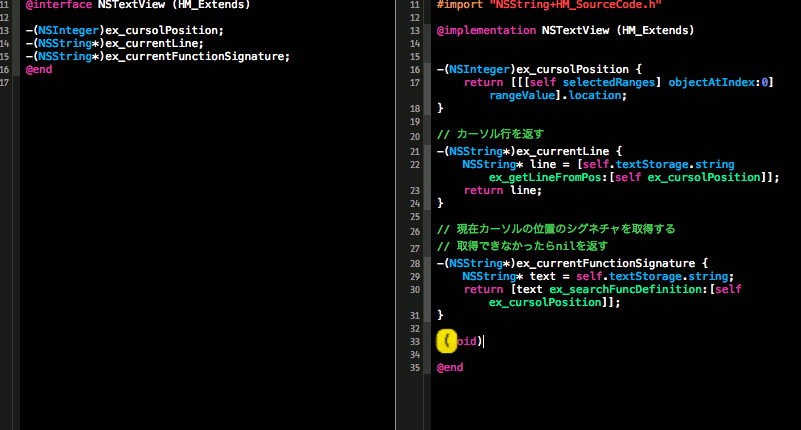 11 @interface NSTextView (HM_Extends)
12
13 -(NSInteger)ex_cursolPosition;
14 -(NSString*)ex_currentLine;
15 -(NSString*)ex_currentFunctionSignature;
16 @end
17
11 #import "NSString+HM_SourceCode.h"
12
13 @implementation NSTextView (HM_Extends)
14
15
16 -(NSInteger)ex_cursolPosition {
17 return [[[self selectedRanges] objectAtIndex:0]
rangeValue].location;
18 }
19
20 // カーソル行を返す
21 -(NSString*)ex_currentLine {
22 NSString* line = [self.textStorage.string
ex_getLineFromPos:[self ex_cursolPosition]];
23 return line;
24 }
25
26 // 現在カーソルの位置のシグネチャを取得する
27 // 取得できなかったらnilを返す
28 -(NSString*)ex_currentFunctionSignature {
29 NSString* text = self.textStorage.string;
30 return [text ex_searchFuncDefinition:[self
ex_cursolPosition]];
31 }
32
33 (oid)
34
35 @end